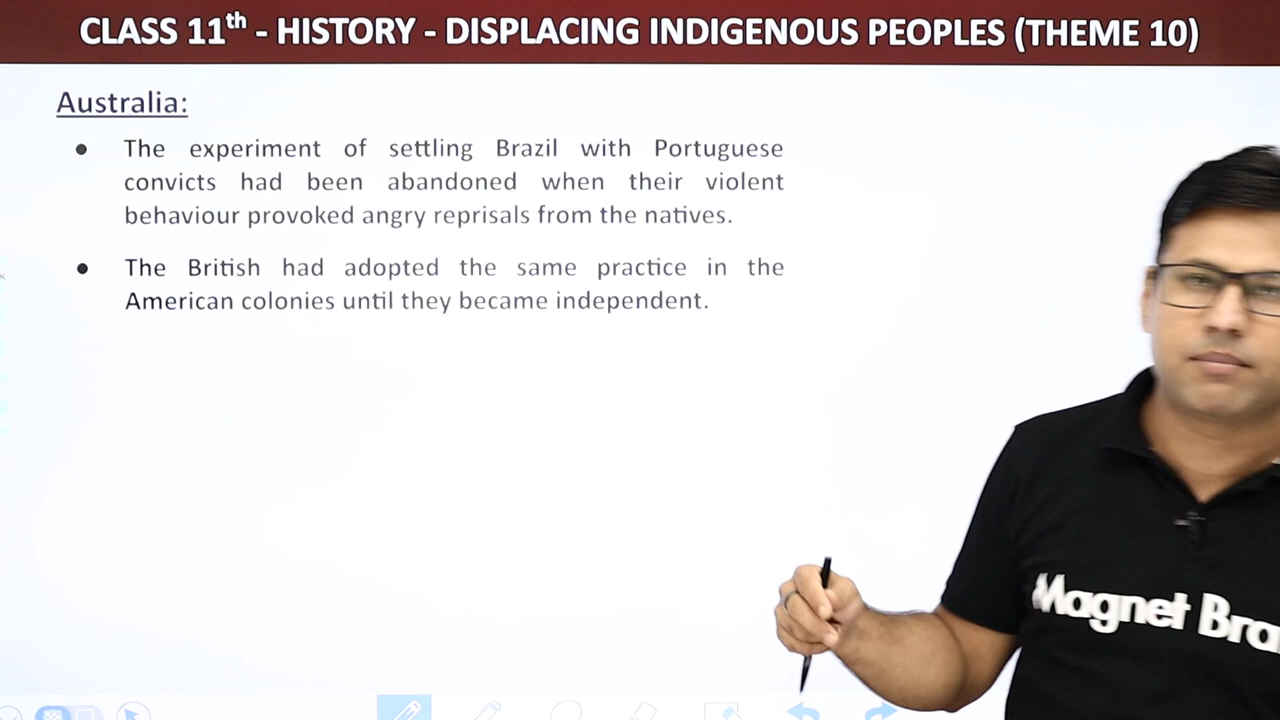 CLASS 11th - HISTORY - DISPLACING INDIGENOUS PEOPLES (THEME 10)
Australia:
● The experiment of settling Brazil with Portuguese
convicts had been abandoned when their violent
behaviour provoked angry reprisals from the natives.
● The British had adopted the same practice in the
American colonies until they became independent.
Magnet Bra